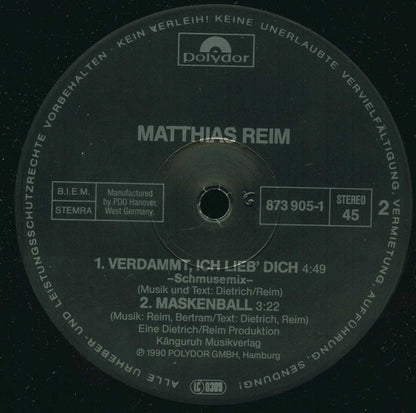 ALLE URHEBER- UND LEISTUNGSSCHUTZRECHTE VORBEHALTEN · KEIN VERLEIH! KEINE UNERLAUBTE VERVIELFÄLTIGUNG, VERMIETUNG, AUFFÜHRUNG, SENDUNG!
polydor
MATTHIAS REIM
B.I.E.M.
STEMRA
Manufactured
by PDO Hanover,
West Germany.
873 905-1
STEREO
45
2
1. VERDAMMT, ICH LIEB' DICH 4:49
–Schmusemix–
(Musik und Text: Dietrich/Reim)
2. MASKENBALL 3:22
(Musik: Reim, Bertram/Text: Dietrich, Reim)
Eine Dietrich/Reim Produktion
Känguruh Musikverlag
℗ 1990 POLYDOR GMBH, Hamburg
LC 0309